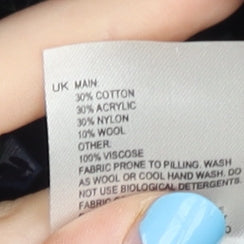 UK MAIN.
30% COTTON
30% ACRYLIC
30% NYLON
10% WOOL
OTHER.
100% VISCOSE
FABRIC PRONE TO PILLING. WASH
AS WOOL OR COOL HAND WASH. DO
NOT USE BIOLOGICAL DETERGENTS.
FABRIC